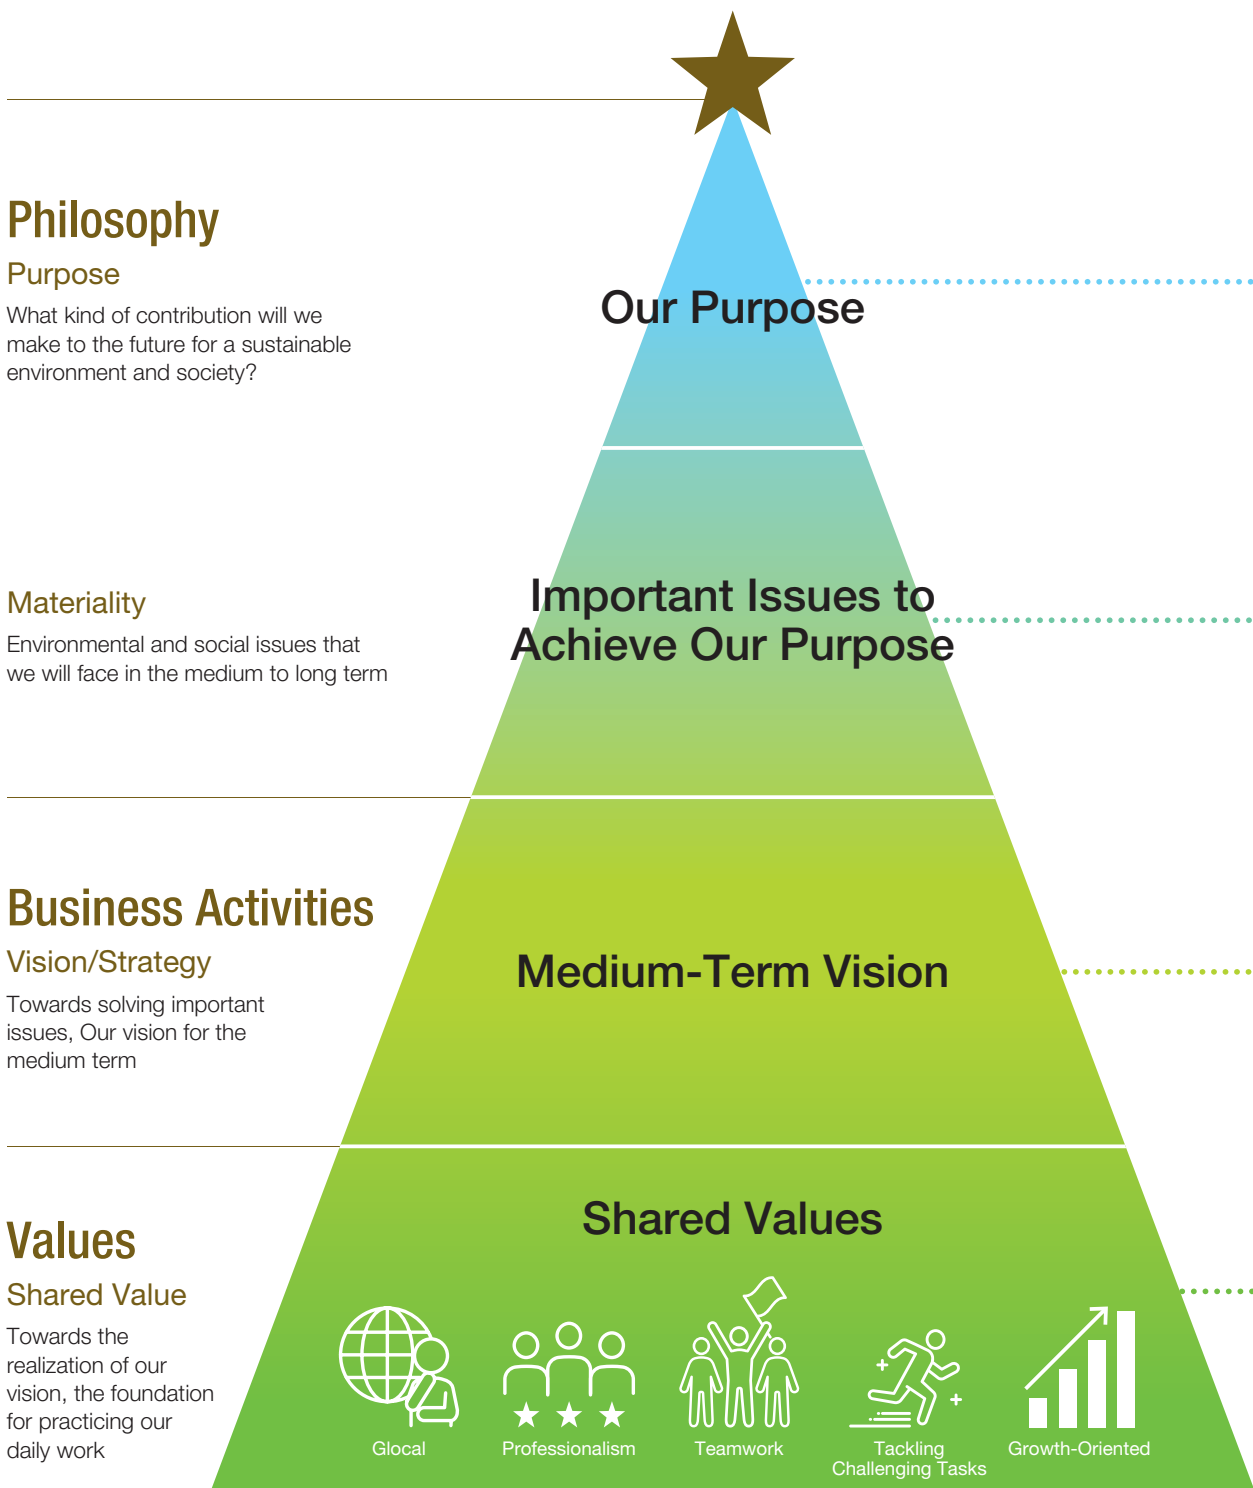 Philosophy
Purpose
What kind of contribution will we
make to the future for a sustainable
environment and society?
Our Purpose
Materiality
Environmental and social issues that
we will face in the medium to long term
Important Issues to
Achieve Our Purpose
Business Activities
Vision/Strategy
Towards solving important
issues, Our vision for the
medium term
Medium-Term Vision
Values
Shared Value
Towards the
realization of our
vision, the foundation
for practicing our
daily work
Shared Values
Glocal
Professionalism
Teamwork
Tackling
Challenging Tasks
Growth-Oriented